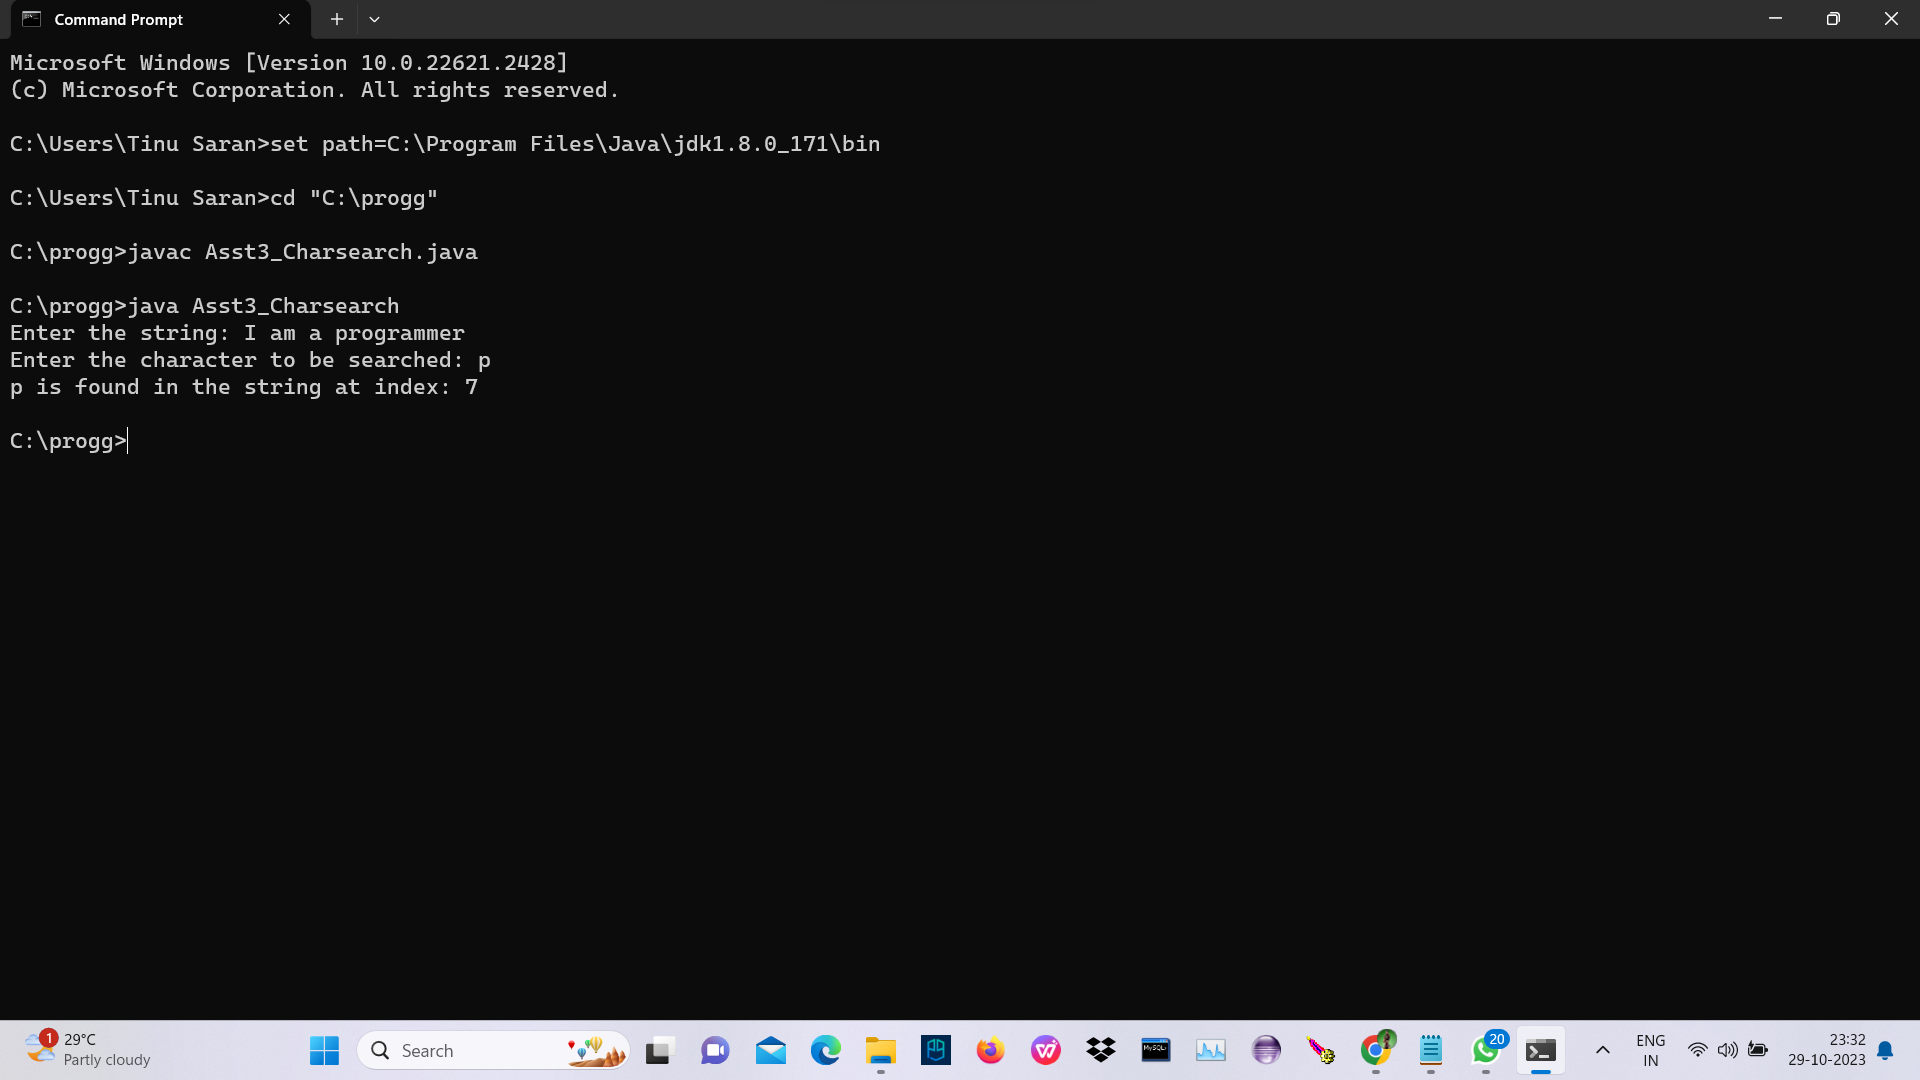 Command Prompt
Microsoft Windows [Version 10.0.22621.2428]
(c) Microsoft Corporation. All rights reserved.
C:\Users\Tinu Saran>set path=C:\Program Files\Java\jdk1.8.0_171\bin
C:\Users\Tinu Saran>cd "C:\progg"
C:\progg>javac Asst3_Charsearch.java
C:\progg>java Asst3_Charsearch
Enter the string: I am a programmer
Enter the character to be searched: p
p is found in the string at index: 7
C:\progg>
1
29°C
Partly cloudy
Search
MySQL
20
ENG
IN
23:32
29-10-2023